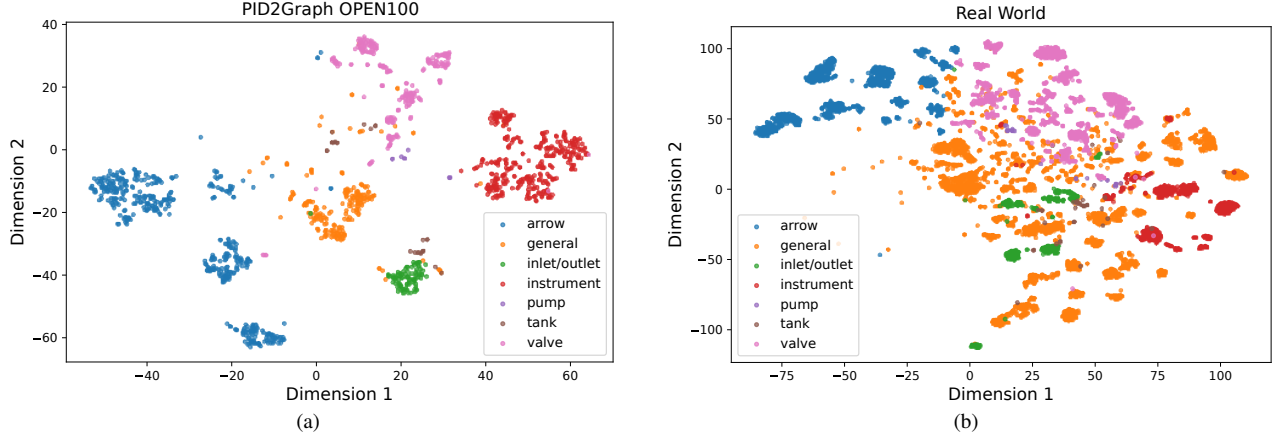 PID2Graph OPEN100
40
20
0
−20
−40
−60
Dimension 2
−40
−20
0
20
40
60
Dimension 1
arrow
general
inlet/outlet
instrument
pump
tank
valve
(a)
Real World
100
50
0
−50
−100
Dimension 2
−75
−50
−25
0
25
50
75
100
Dimension 1
arrow
general
inlet/outlet
instrument
pump
tank
valve
(b)